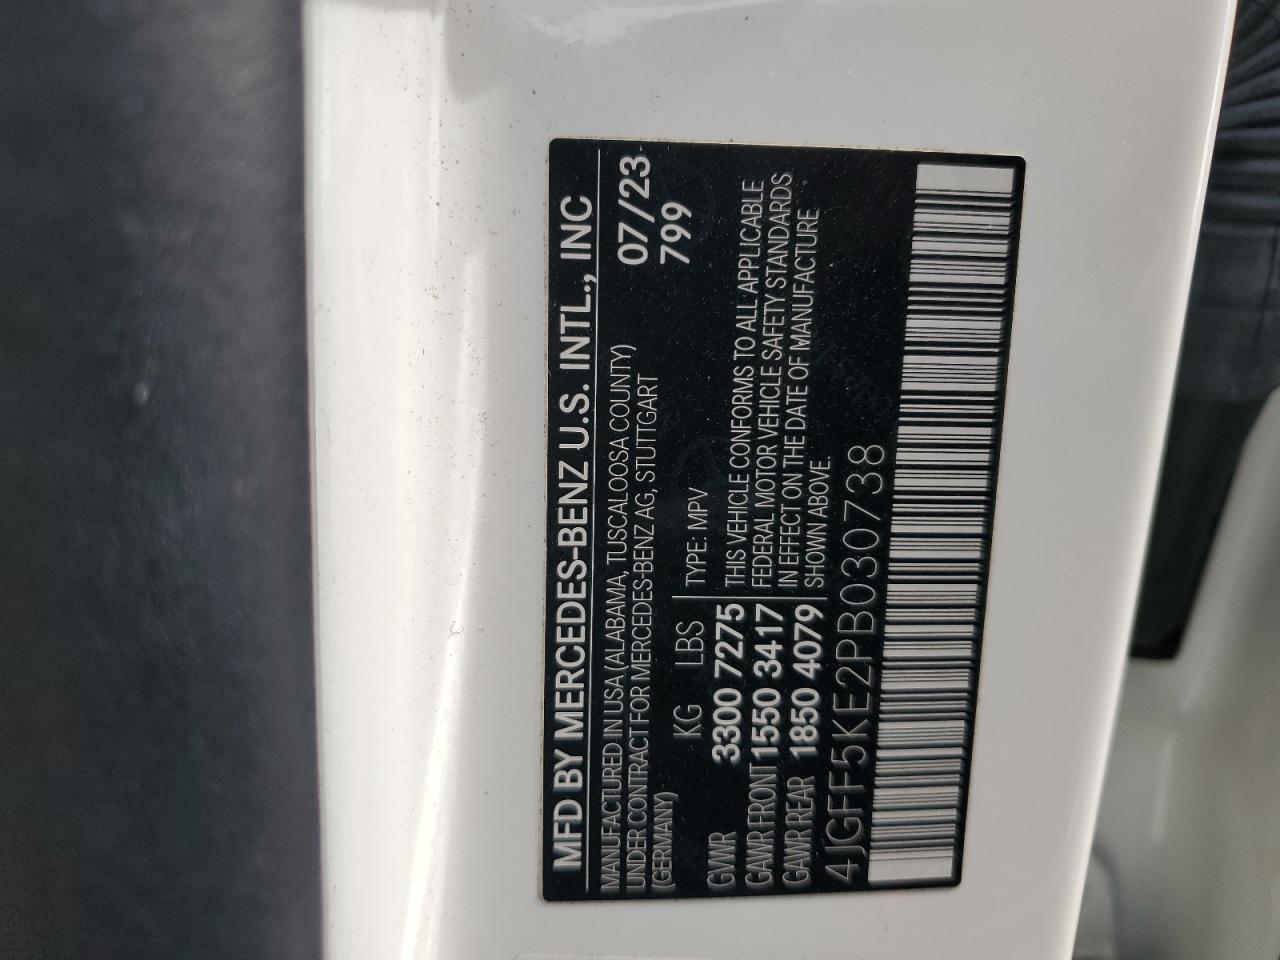 MFD BY MERCEDES-BENZ U.S. INTL., INC
MANUFACTURED IN USA (ALABAMA, TUSCALOOSA COUNTY)
UNDER CONTRACT FOR MERCEDES-BENZ AG, STUTTGART
(GERMANY)
07/23
799
KG LBS
GVWR 3300 7275
GAWR FRONT 1550 3417
GAWR REAR 1850 4079
TYPE: MPV
THIS VEHICLE CONFORMS TO ALL APPLICABLE
FEDERAL MOTOR VEHICLE SAFETY STANDARDS
IN EFFECT ON THE DATE OF MANUFACTURE
SHOWN ABOVE.
4JGFF5KE2PB030738